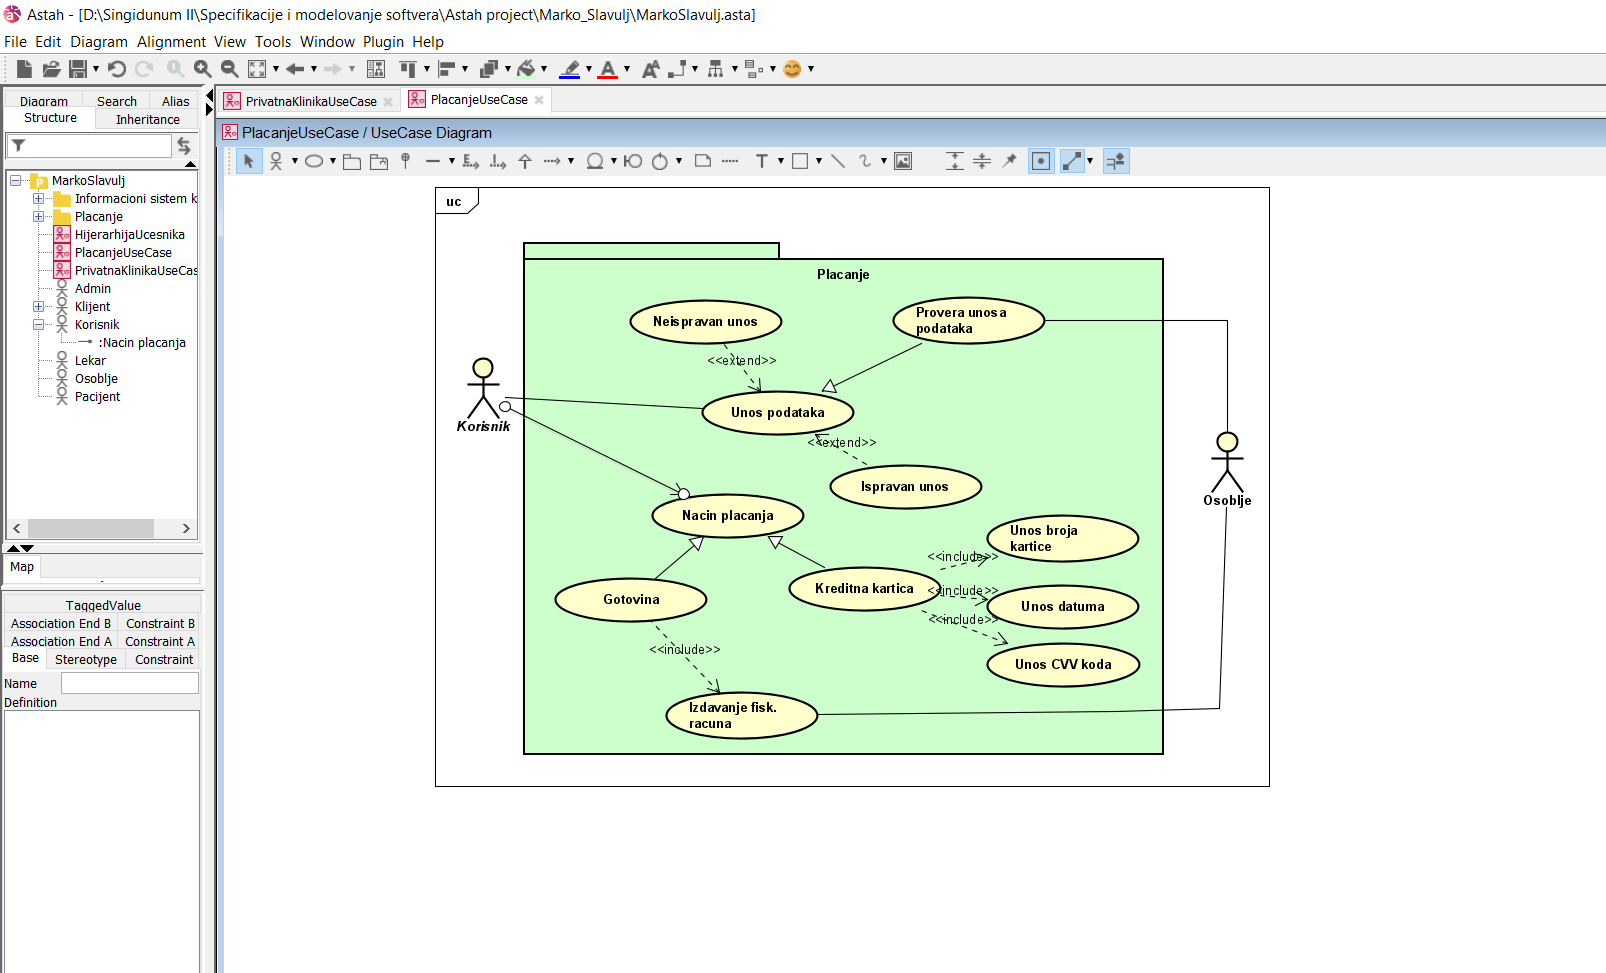 Astah - [D:\Singidunum II\Specifikacije i modelovanje softvera\Astah project\Marko_Slavulj\MarkoSlavulj.asta]
File Edit Diagram Alignment View Tools Window Plugin Help
Diagram Search Alias
Structure Inheritance
MarkoSlavulj
Informacioni sistem k
Placanje
HijerarhijaUcesnika
PlacanjeUseCase
PrivatnaKlinikaUseCas
Admin
Klijent
Korisnik
:Nacin placanja
Lekar
Osoblje
Pacijent
Map
TaggedValue
Association End B Constraint B
Association End A Constraint A
Base Stereotype Constraint
Name
Definition
PrivatnaKlinikaUseCase PlacanjeUseCase
PlacanjeUseCase / UseCase Diagram
uc
Placanje
Neispravan unos
Provera unosa
podataka
<<extend>>
Korisnik
Unos podataka
<<extend>>
Ispravan unos
Osoblje
Nacin placanja
Unos broja
kartice
<<include>>
Kreditna kartica
<<include>>
Gotovina
Unos datuma
<<include>>
<<include>>
Unos CVV koda
Izdavanje fisk.
racuna